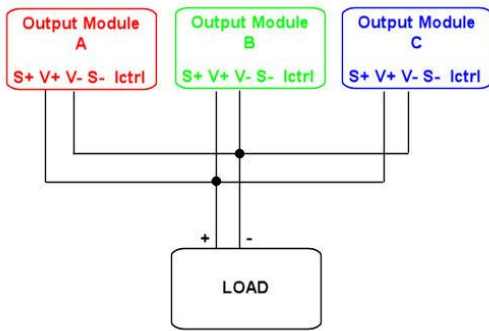 Output Module
A
S+ V+ V- S- Ictrl
Output Module
B
S+ V+ V- S- Ictrl
Output Module
C
S+ V+ V- S- Ictrl
+ -
LOAD